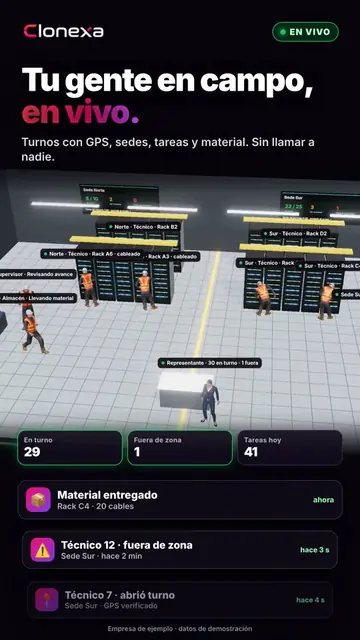 Clonexa
EN VIVO
Tu gente en campo,
en vivo.
Turnos con GPS, sedes, tareas y material. Sin llamar a
nadie.
Sede Norte
Sede Sur
Norte · Técnico · Rack B2
Sur · Técnico · Rack D2
Norte · Técnico · Rack A6 · cableado
Rack A3 · cableado
Sur · Técnico · Rack
Sur · Técnico · Rack
upervisor · Revisando avance
Almacén · Llevando material
Sede Su
Representante · 30 en turno · 1 fuera
En turno
29
Fuera de zona
1
Tareas hoy
41
Material entregado
Rack C4 · 20 cables
ahora
Técnico 12 · fuera de zona
Sede Sur · hace 2 min
hace 3 s
Técnico 7 · abrió turno
Sede Sur · GPS verificado
hace 4 s
Empresa de ejemplo · datos de demostración